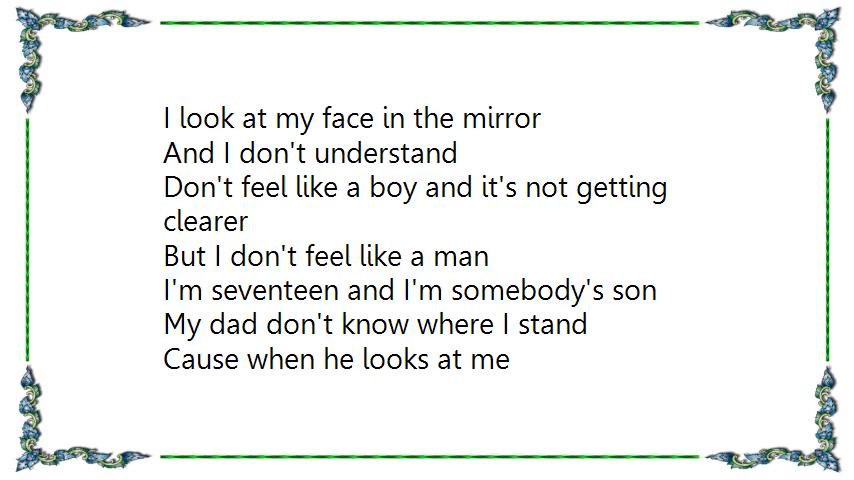 I look at my face in the mirror
And I don't understand
Don't feel like a boy and it's not getting
clearer
But I don't feel like a man
I'm seventeen and I'm somebody's son
My dad don't know where I stand
Cause when he looks at me